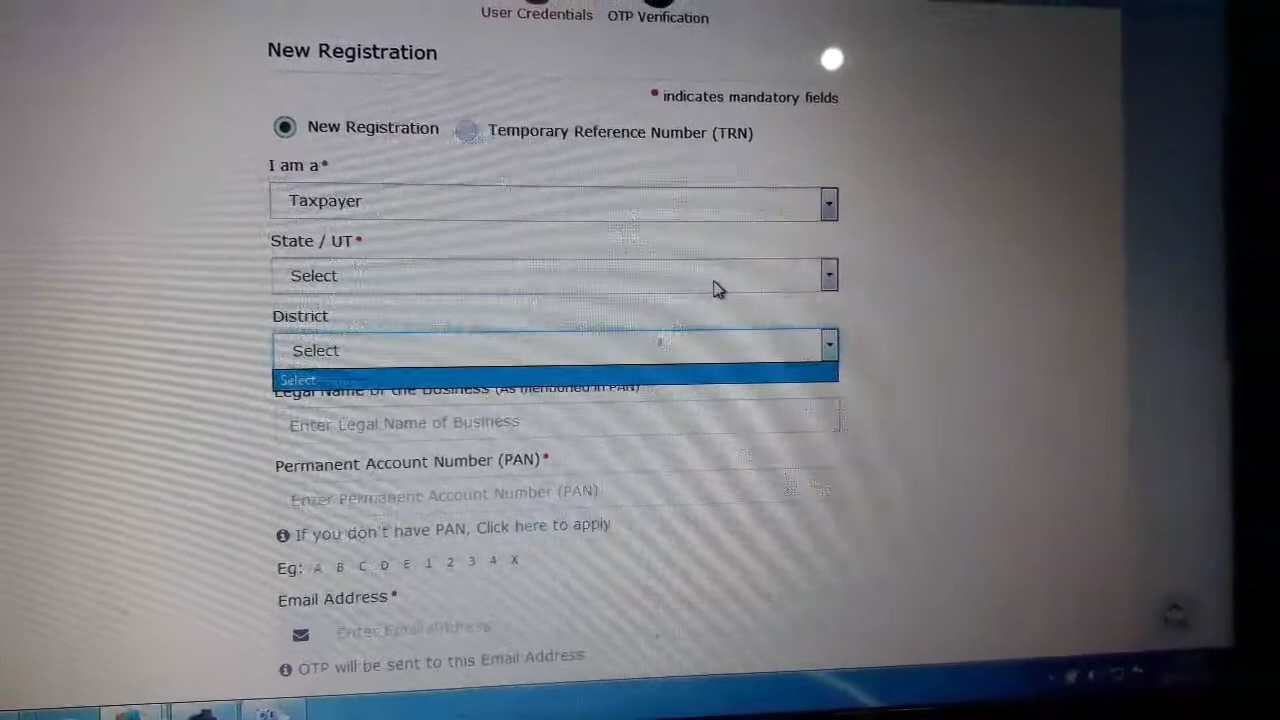 User Credentials OTP Verification
New Registration
• indicates mandatory fields
New Registration Temporary Reference Number (TRN)
I am a•
Taxpayer
State / UT•
Select
District
Select
Select
Legal Name of the Business (As mentioned in PAN)
Enter Legal Name of Business
Permanent Account Number (PAN)•
Enter Permanent Account Number (PAN)
If you don't have PAN, Click here to apply
Eg: A B C D E 1 2 3 4 X
Email Address•
Enter Email Address
OTP will be sent to this Email Address